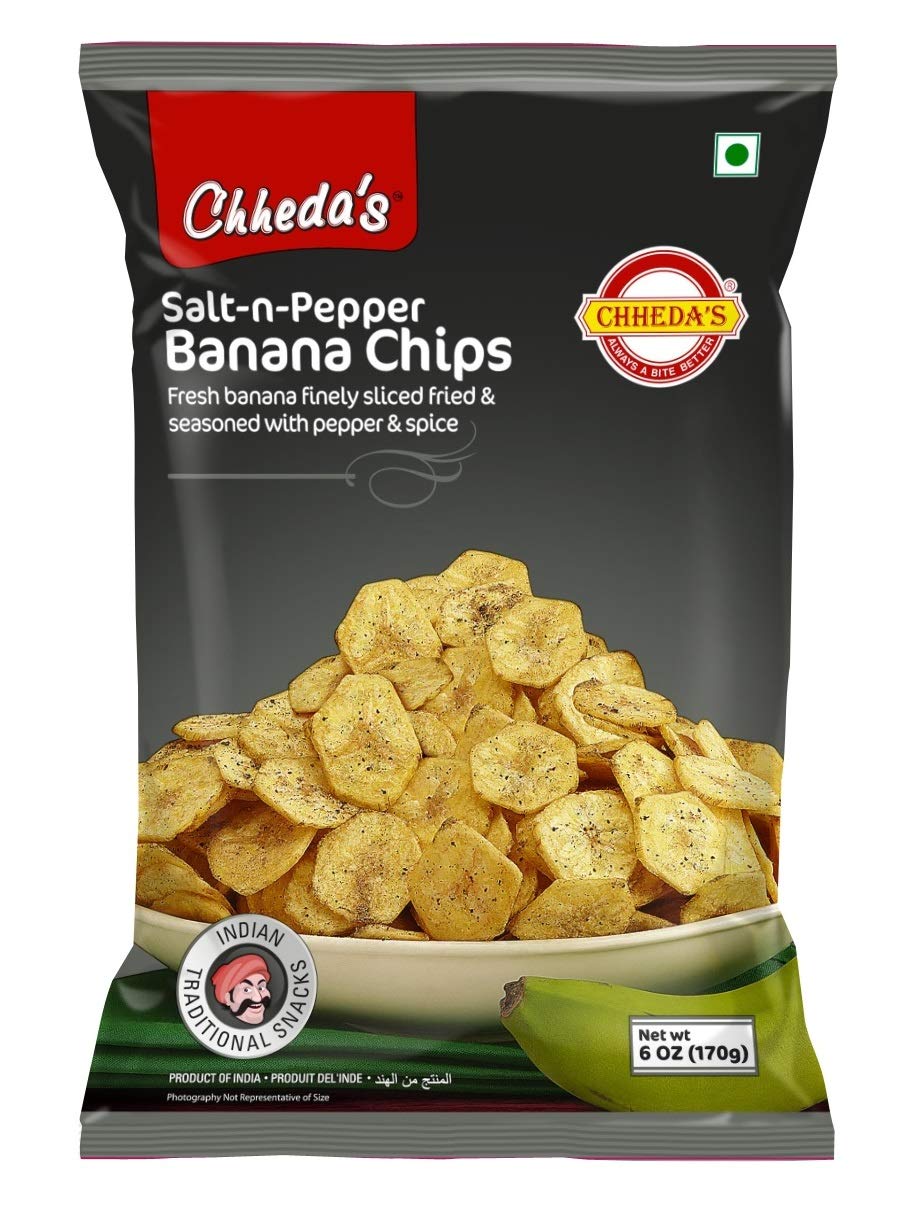 Chheda's™
Salt-n-Pepper
Banana Chips
Fresh banana finely sliced fried &
seasoned with pepper & spice
CHHEDA'S®
ALWAYS A BITE BETTER
INDIAN
TRADITIONAL SNACKS
Net wt
6 OZ (170g)
PRODUCT OF INDIA • PRODUIT DEL'INDE • المنتج من الهند
Photography Not Representative of Size